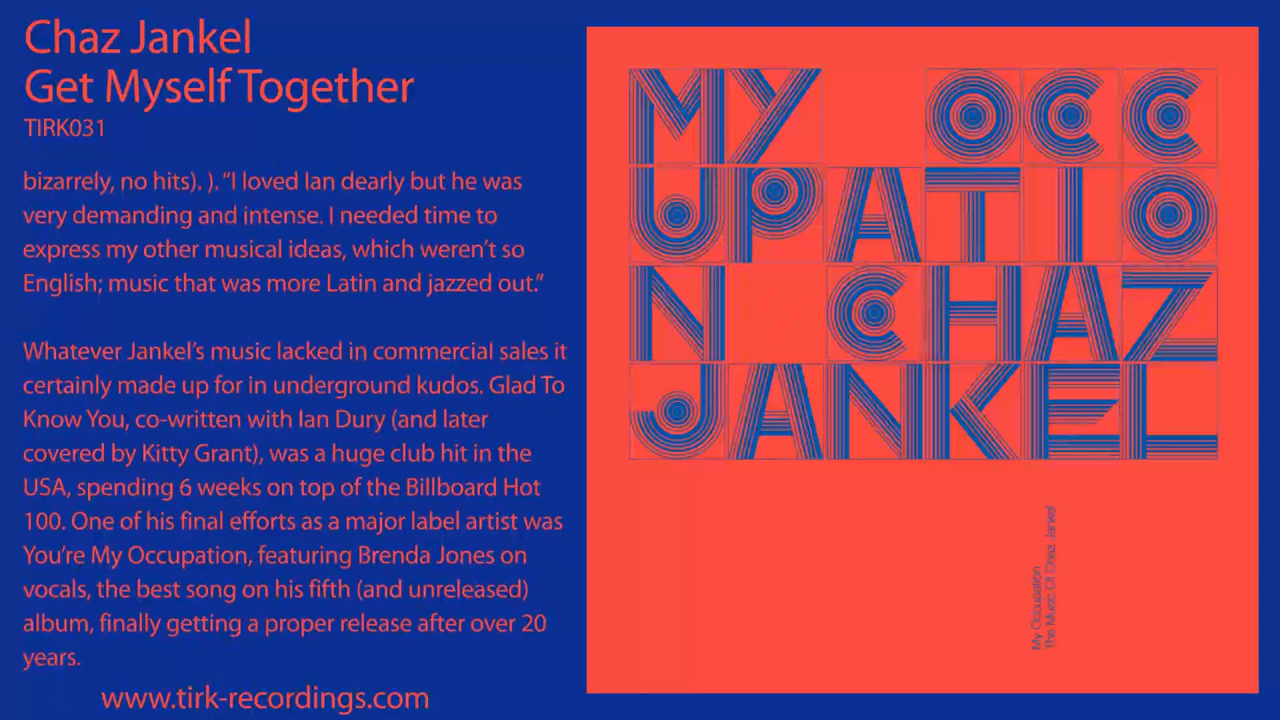 Chaz Jankel
Get Myself Together
TIRK031
bizarrely, no hits). ). “I loved Ian dearly but he was
very demanding and intense. I needed time to
express my other musical ideas, which weren’t so
English; music that was more Latin and jazzed out.”
Whatever Jankel’s music lacked in commercial sales it
certainly made up for in underground kudos. Glad To
Know You, co-written with Ian Dury (and later
covered by Kitty Grant), was a huge club hit in the
USA, spending 6 weeks on top of the Billboard Hot
100. One of his final efforts as a major label artist was
You’re My Occupation, featuring Brenda Jones on
vocals, the best song on his fifth (and unreleased)
album, finally getting a proper release after over 20
years.
www.tirk-recordings.com
MY OCC
UPATIO
N CHAZ
JANKEL
My Occupation
The Music Of Chaz Jankel